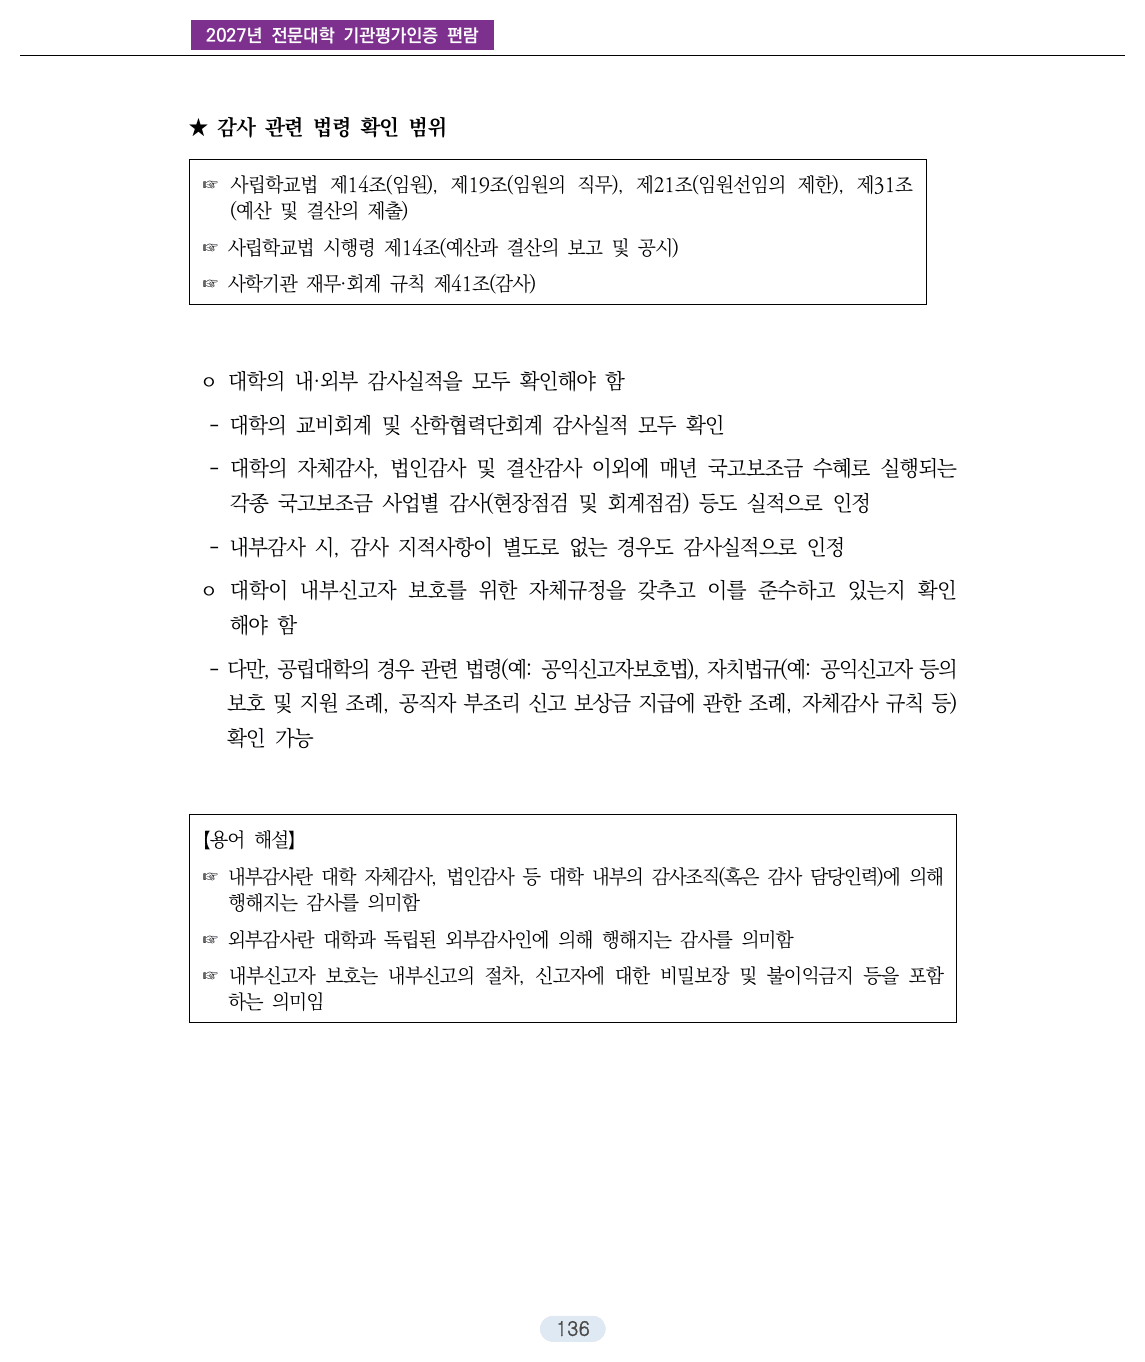 2027년 전문대학 기관평가인증 편람
★ 감사 관련 법령 확인 범위
☞ 사립학교법 제14조(임원), 제19조(임원의 직무), 제21조(임원선임의 제한), 제31조
(예산 및 결산의 제출)
☞ 사립학교법 시행령 제14조(예산과 결산의 보고 및 공시)
☞ 사학기관 재무·회계 규칙 제41조(감사)
ㅇ 대학의 내·외부 감사실적을 모두 확인해야 함
- 대학의 교비회계 및 산학협력단회계 감사실적 모두 확인
- 대학의 자체감사, 법인감사 및 결산감사 이외에 매년 국고보조금 수혜로 실행되는
각종 국고보조금 사업별 감사(현장점검 및 회계점검) 등도 실적으로 인정
- 내부감사 시, 감사 지적사항이 별도로 없는 경우도 감사실적으로 인정
ㅇ 대학이 내부신고자 보호를 위한 자체규정을 갖추고 이를 준수하고 있는지 확인
해야 함
- 다만, 공립대학의 경우 관련 법령(예: 공익신고자보호법), 자치법규(예: 공익신고자 등의
보호 및 지원 조례, 공직자 부조리 신고 보상금 지급에 관한 조례, 자체감사 규칙 등)
확인 가능
【용어 해설】
☞ 내부감사란 대학 자체감사, 법인감사 등 대학 내부의 감사조직(혹은 감사 담당인력)에 의해
행해지는 감사를 의미함
☞ 외부감사란 대학과 독립된 외부감사인에 의해 행해지는 감사를 의미함
☞ 내부신고자 보호는 내부신고의 절차, 신고자에 대한 비밀보장 및 불이익금지 등을 포함
하는 의미임
136